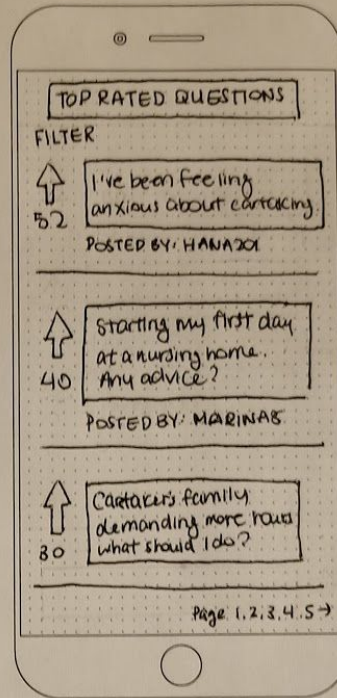 TOP RATED QUESTIONS
FILTER
52
I've been feeling
anxious about caretaking
POSTED BY: HANA201
40
Starting my first day
at a nursing home.
Any advice?
POSTED BY: MARINA8
30
Caretaker's family
demanding more hours
what should I do?
Page 1,2,3,4,5→